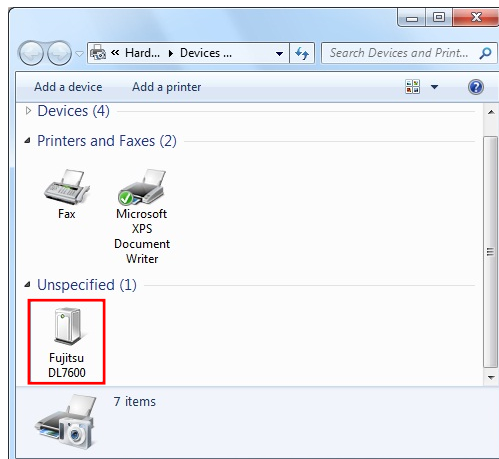 « Hard... ▸ Devices ...
Search Devices and Print...
Add a device Add a printer
Devices (4)
Printers and Faxes (2)
Fax
Microsoft
XPS
Document
Writer
Unspecified (1)
Fujitsu
DL7600
7 items